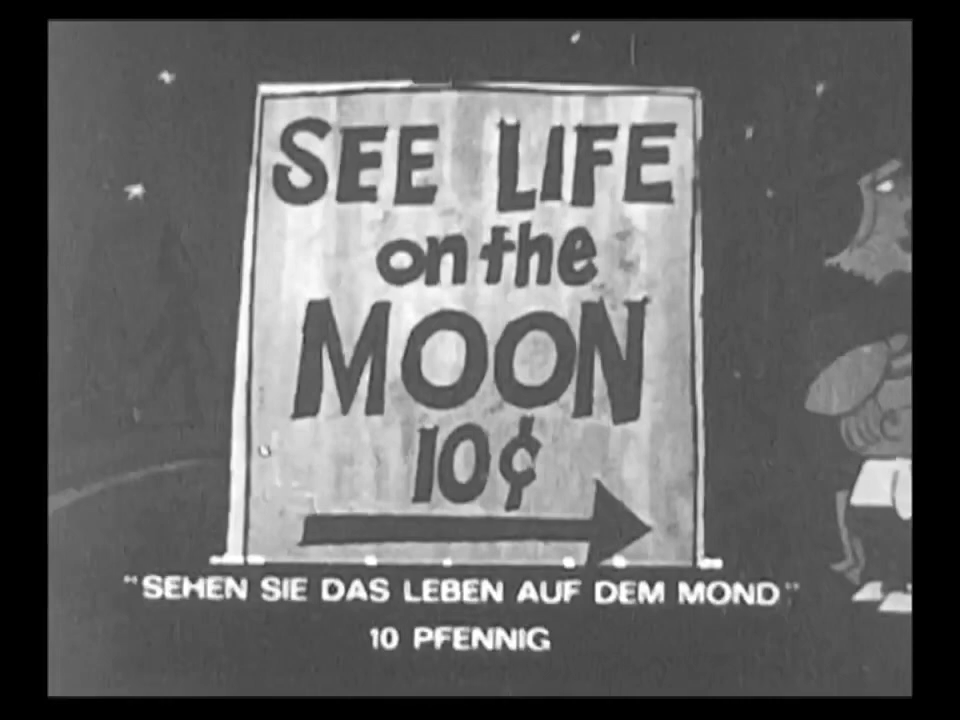 SEE LIFE
on the
MOON
10¢
"SEHEN SIE DAS LEBEN AUF DEM MOND"
10 PFENNIG